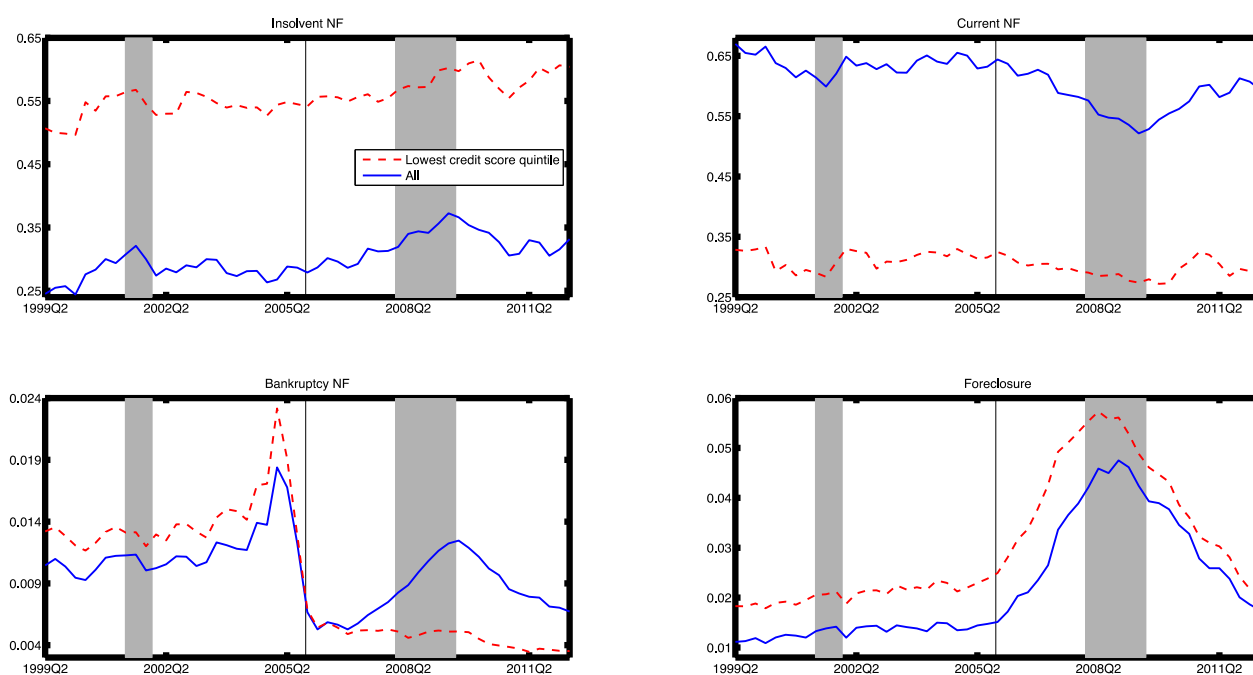 Insolvent NF
0.65
0.55
0.45
0.35
0.25
1999Q2 2002Q2 2005Q2 2008Q2 2011Q2
Lowest credit score quintile
All
Current NF
0.65
0.55
0.45
0.35
0.25
1999Q2 2002Q2 2005Q2 2008Q2 2011Q2
Bankruptcy NF
0.024
0.019
0.014
0.009
0.004
1999Q2 2002Q2 2005Q2 2008Q2 2011Q2
Foreclosure
0.06
0.05
0.04
0.03
0.02
0.01
1999Q2 2002Q2 2005Q2 2008Q2 2011Q2